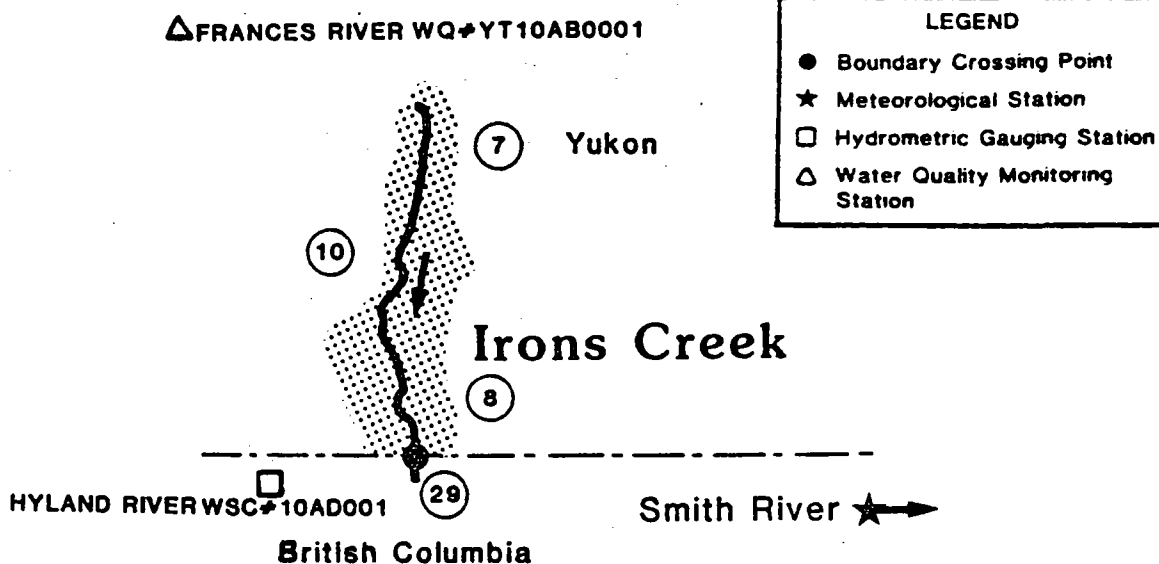 FRANCES RIVER WQ≠YT10AB0001
LEGEND
Boundary Crossing Point
Meteorological Station
Hydrometric Gauging Station
Water Quality Monitoring
Station
7
Yukon
10
Irons Creek
8
29
HYLAND RIVER WSC≠10AD001
Smith River
British Columbia